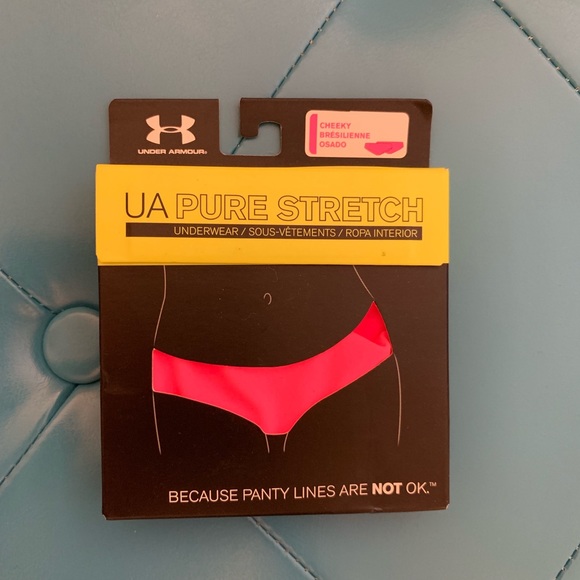 UNDER ARMOUR®
CHEEKY
BRÉSILIENNE
OSADO
UA PURE STRETCH
UNDERWEAR / SOUS-VÊTEMENTS / ROPA INTERIOR
BECAUSE PANTY LINES ARE NOT OK.™